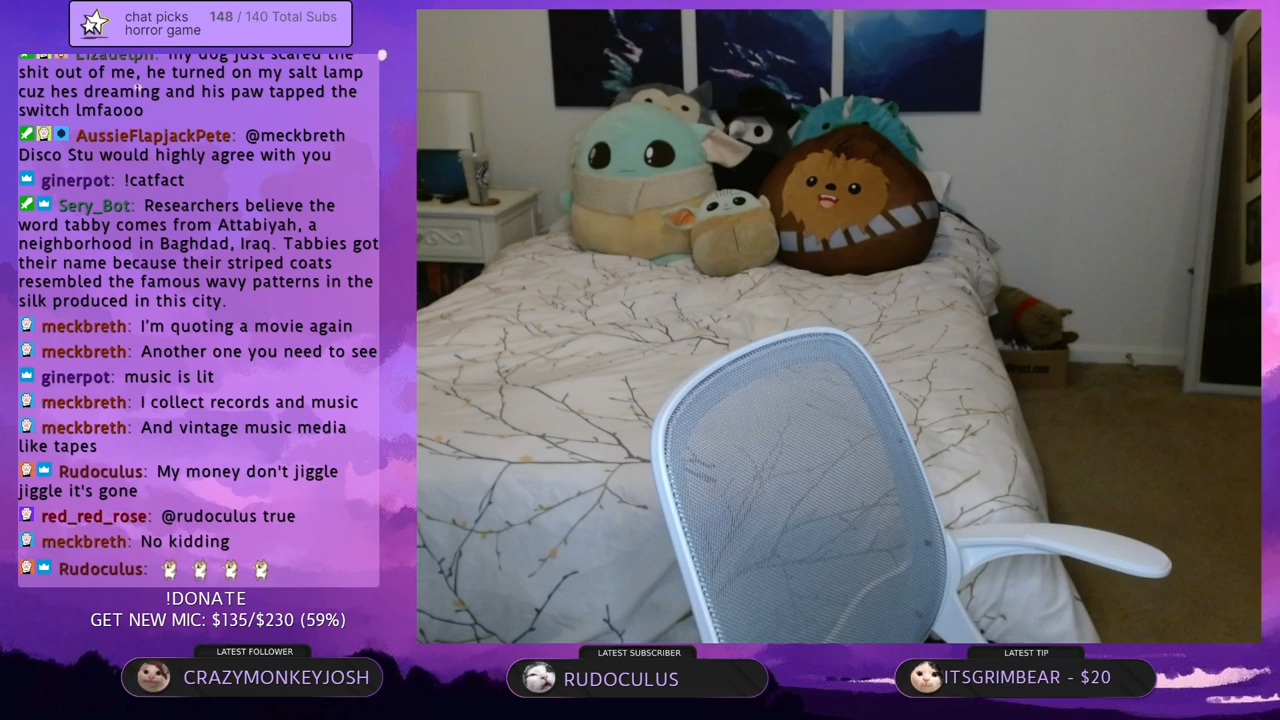 chat picks
horror game
148 / 140 Total Subs
Lizadelph: my dog just scared the
shit out of me, he turned on my salt lamp
cuz hes dreaming and his paw tapped the
switch lmfaooo
AussieFlapjackPete: @meckbreth
Disco Stu would highly agree with you
ginerpot: !catfact
Sery_Bot: Researchers believe the
word tabby comes from Attabiyah, a
neighborhood in Baghdad, Iraq. Tabbies got
their name because their striped coats
resembled the famous wavy patterns in the
silk produced in this city.
meckbreth: I'm quoting a movie again
meckbreth: Another one you need to see
ginerpot: music is lit
meckbreth: I collect records and music
meckbreth: And vintage music media
like tapes
Rudoculus: My money don't jiggle
jiggle it's gone
red_red_rose: @rudoculus true
meckbreth: No kidding
Rudoculus:
!DONATE
GET NEW MIC: $135/$230 (59%)
LATEST FOLLOWER
CRAZYMONKEYJOSH
LATEST SUBSCRIBER
RUDOCULUS
LATEST TIP
ITSGRIMBEAR - $20